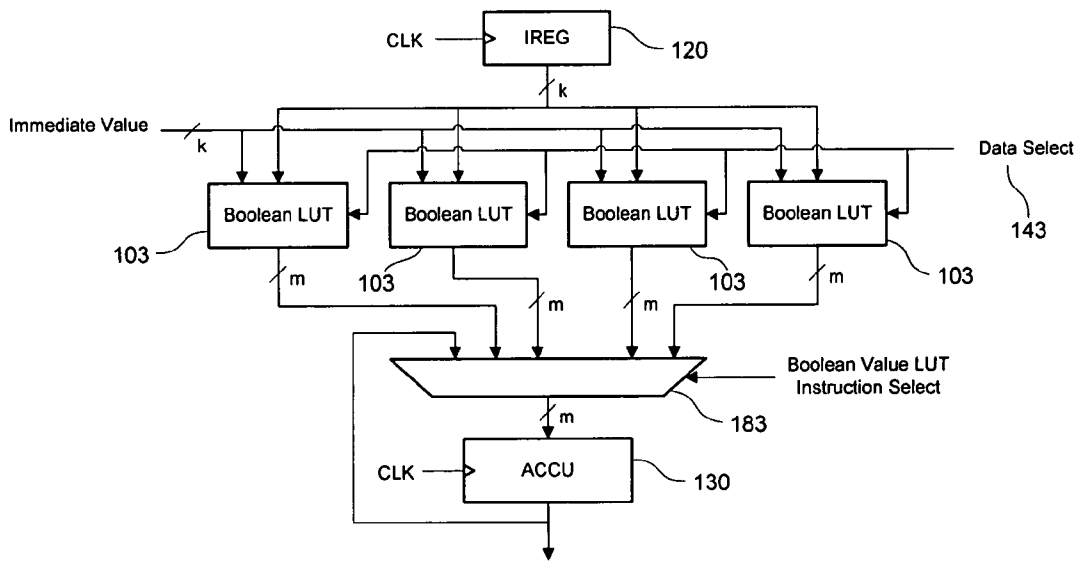 CLK
IREG
120
k
Immediate Value
k
Data Select
143
Boolean LUT
Boolean LUT
Boolean LUT
Boolean LUT
103
103
103
103
m
m
m
m
Boolean Value LUT
Instruction Select
183
m
CLK
ACCU
130